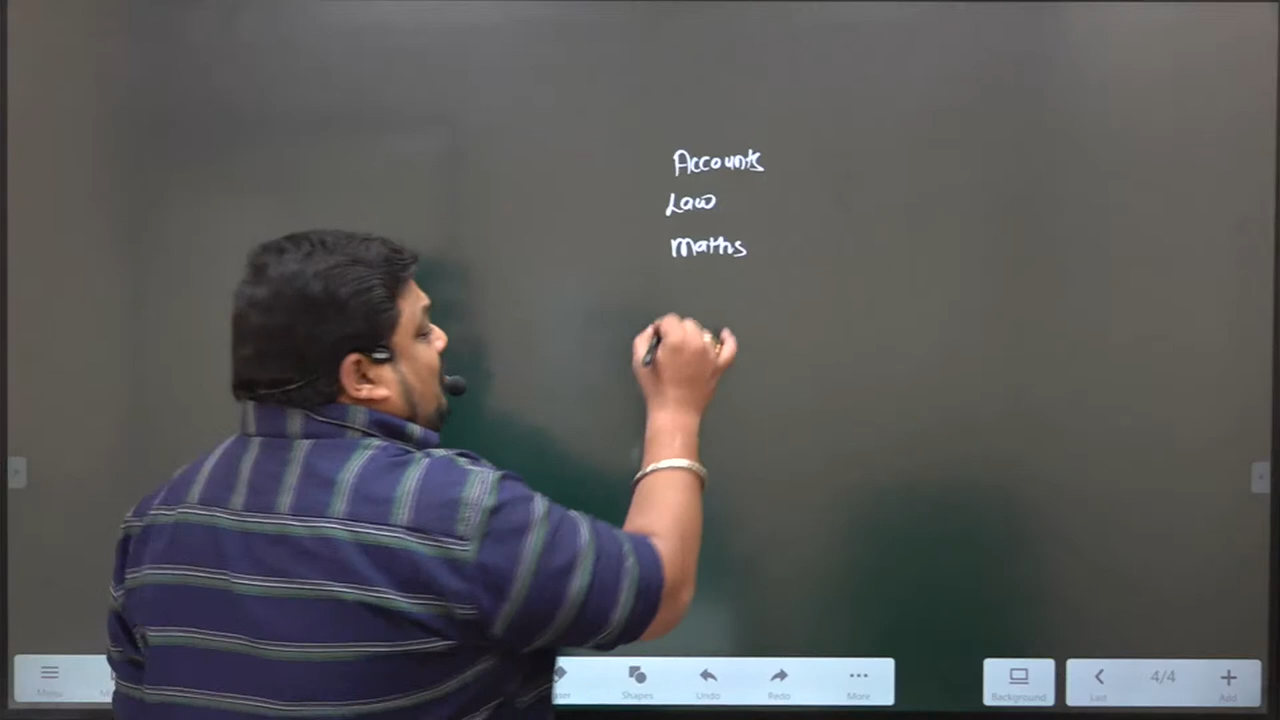 Accounts
Law
Maths
Menu
Shapes
Undo
Redo
More
Background
Last
4/4
Add